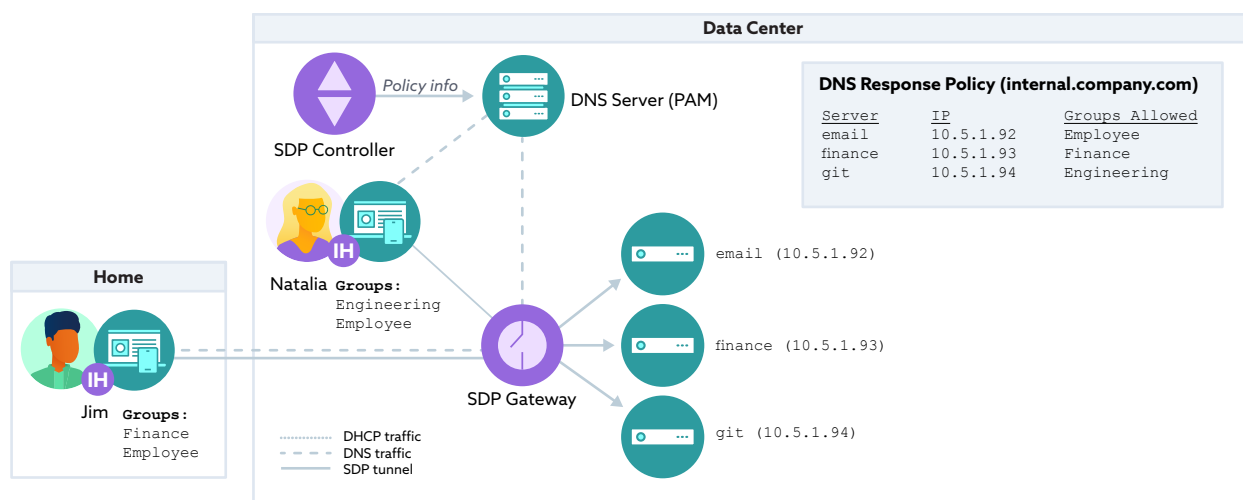 Data Center
Policy info
SDP Controller
DNS Server (PAM)
DNS Response Policy (internal.company.com)
Server IP Groups Allowed
email 10.5.1.92 Employee
finance 10.5.1.93 Finance
git 10.5.1.94 Engineering
IH
Natalia Groups:
Engineering
Employee
email (10.5.1.92)
finance (10.5.1.93)
git (10.5.1.94)
SDP Gateway
Home
IH
Jim Groups:
Finance
Employee
DHCP traffic
DNS traffic
SDP tunnel